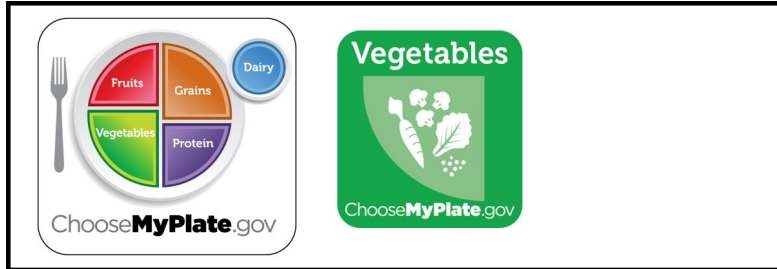 Fruits
Grains
Dairy
Vegetables
Protein
ChooseMyPlate.gov
Vegetables
ChooseMyPlate.gov